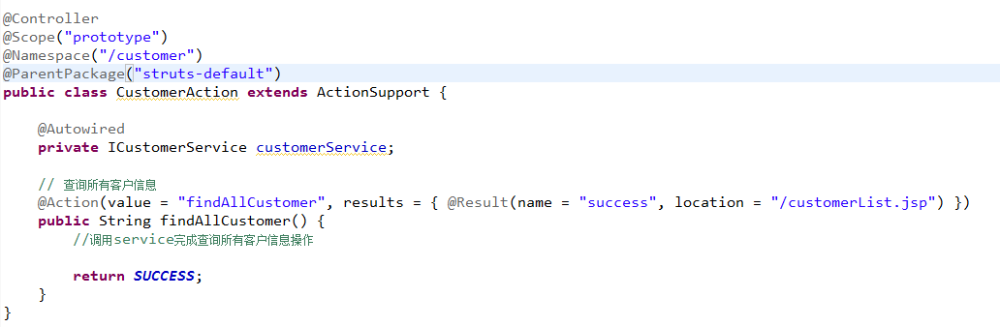 @Controller
@Scope("prototype")
@Namespace("/customer")
@ParentPackage("struts-default")
public class CustomerAction extends ActionSupport {
@Autowired
private ICustomerService customerService;
// 查询所有客户信息
@Action(value = "findAllCustomer", results = { @Result(name = "success", location = "/customerList.jsp") })
public String findAllCustomer() {
//调用service完成查询所有客户信息操作
return SUCCESS;
}
}